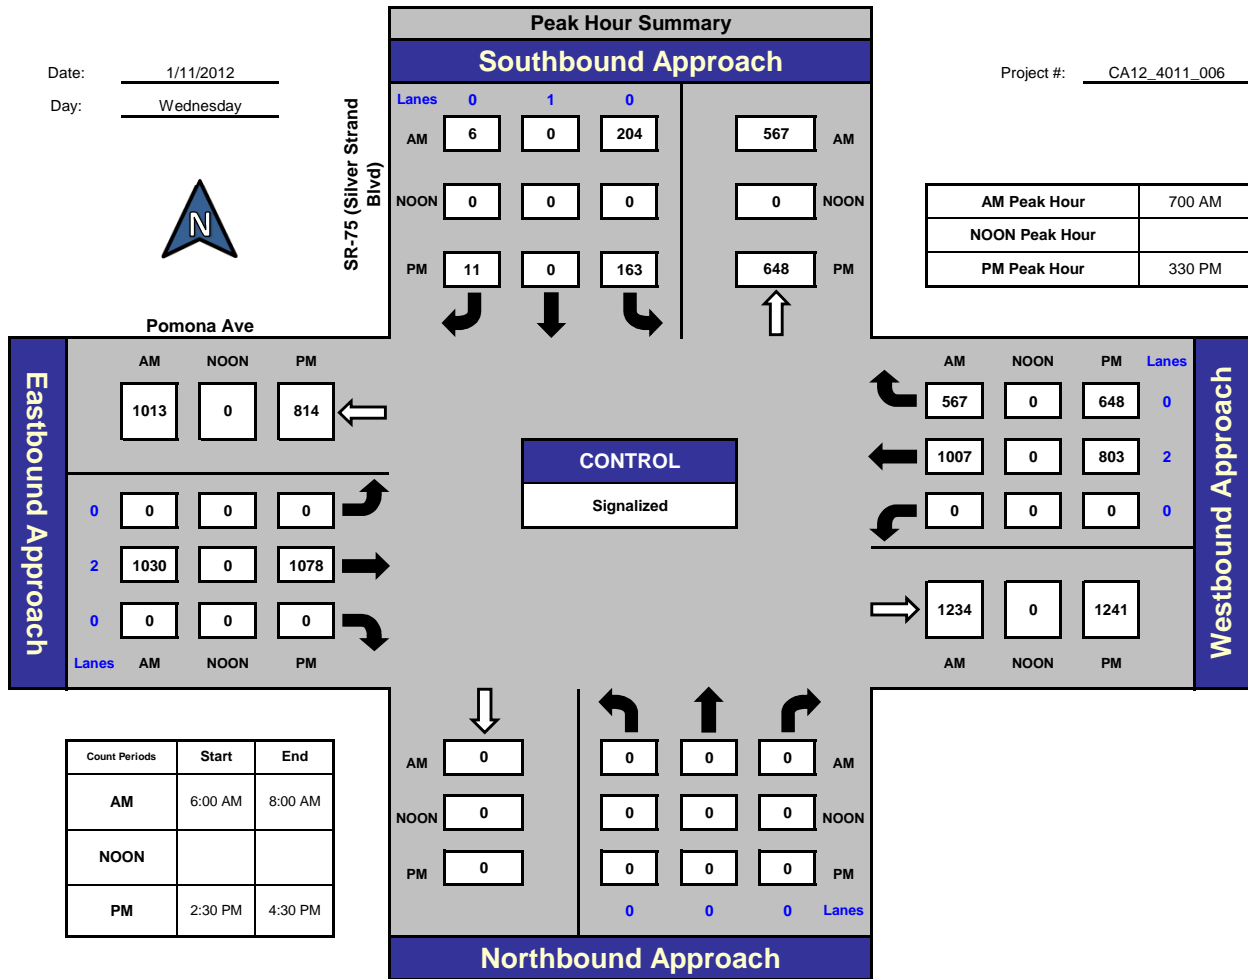 Peak Hour Summary
Southbound Approach
Date: 1/11/2012
Day: Wednesday
Project #: CA12_4011_006
N
SR-75 (Silver Strand
Blvd)
Lanes 0 1 0
AM 6 0 204 567 AM
NOON 0 0 0 0 NOON
PM 11 0 163 648 PM
AM Peak Hour 700 AM
NOON Peak Hour
PM Peak Hour 330 PM
Pomona Ave
Eastbound Approach
AM NOON PM
1013 0 814
0 0 0 0
2 1030 0 1078
0 0 0 0
Lanes AM NOON PM
CONTROL
Signalized
AM NOON PM Lanes
567 0 648 0
1007 0 803 2
0 0 0 0
1234 0 1241
AM NOON PM
Westbound Approach
Count Periods Start End
AM 6:00 AM 8:00 AM
NOON
PM 2:30 PM 4:30 PM
AM 0 0 0 0 AM
NOON 0 0 0 0 NOON
PM 0 0 0 0 PM
0 0 0 Lanes
Northbound Approach